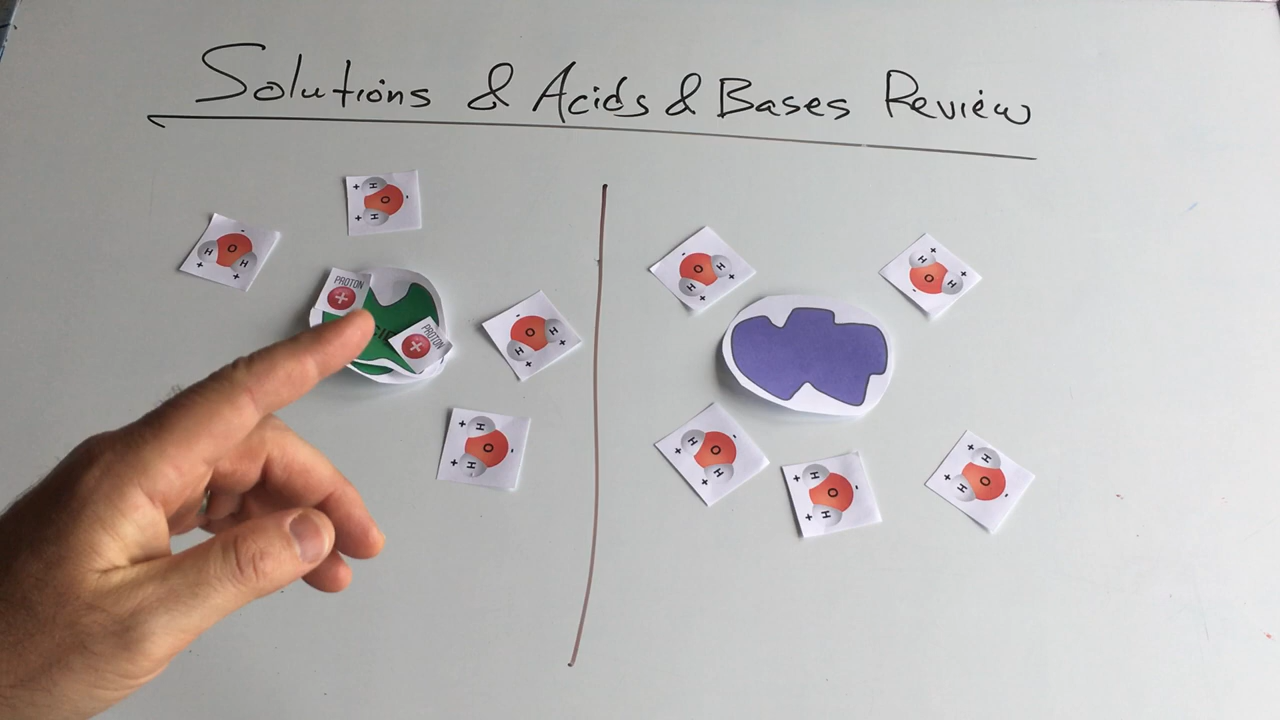 Solutions & Acids & Bases Review
H O H + + -
H O H + + -
PROTON +
PROTON +
H O H + + -
H O H + + -
H O H + + -
H O H + + -
H O H + + -
H O H + + -
H O H + + -